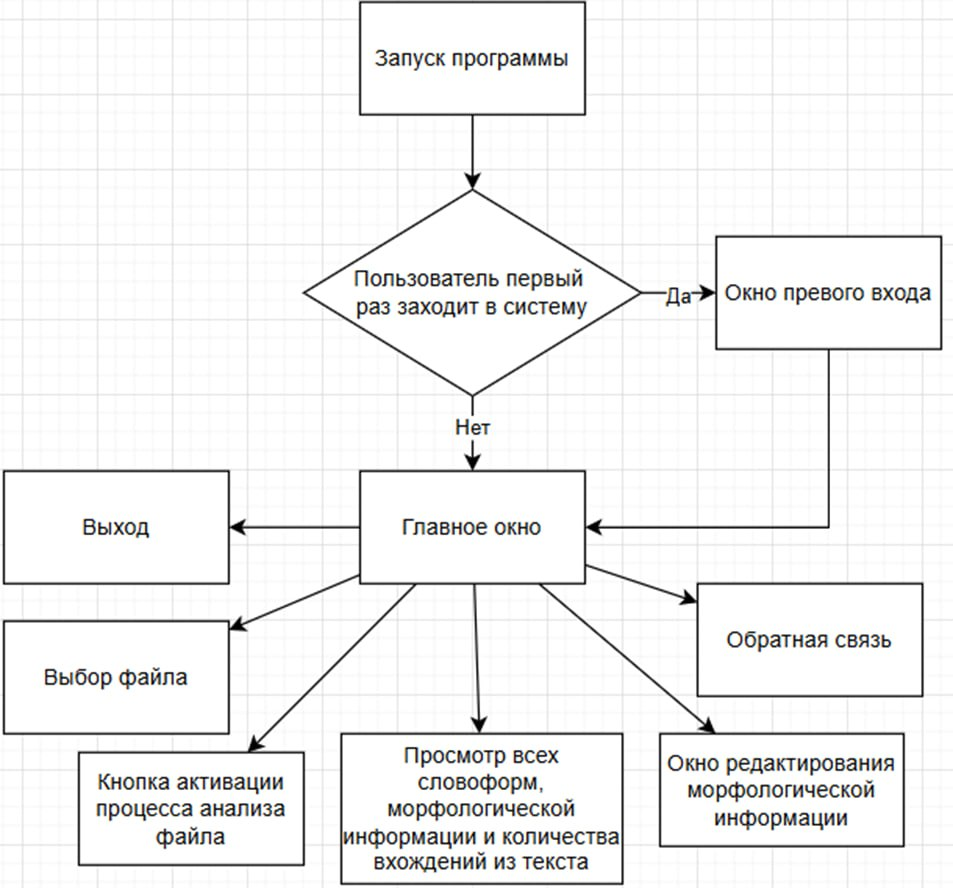 Запуск программы
Пользователь первый
раз заходит в систему
Да
Окно превого входа
Нет
Выход
Главное окно
Выбор файла
Обратная связь
Кнопка активации
процесса анализа
файла
Просмотр всех
словоформ,
морфологической
информации и количества
вхождений из текста
Окно редактирования
морфологической
информации